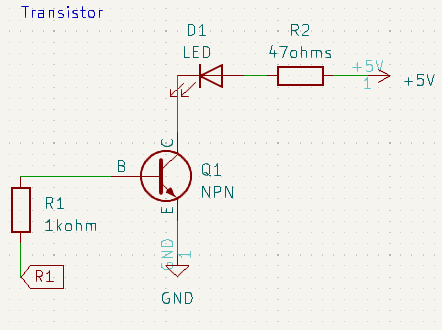 Transistor
D1
LED
R2
47ohms
+5V
1
+5V
C
B
Q1
NPN
E
R1
1kohm
GND
1
R1
GND